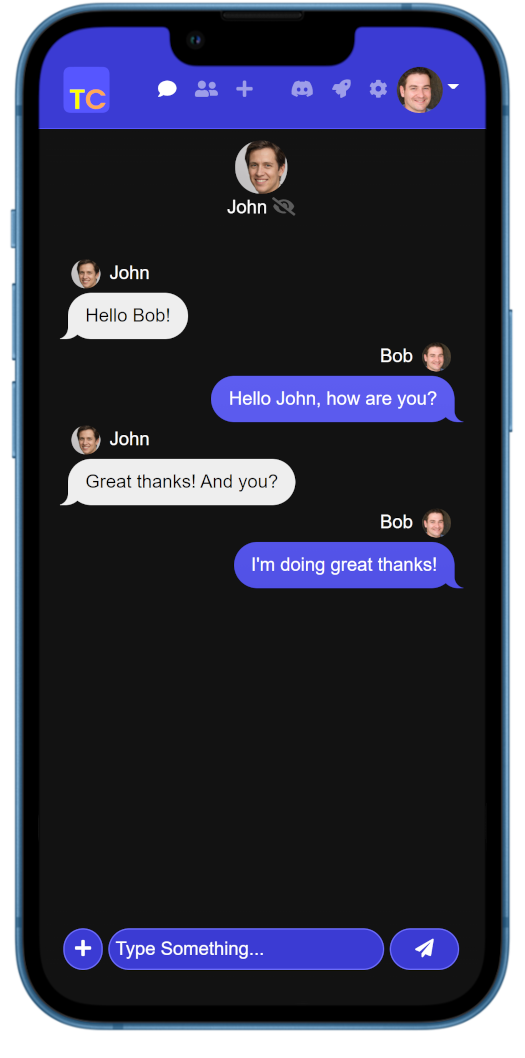 TC
John
John
Hello Bob!
Bob
Hello John, how are you?
John
Great thanks! And you?
Bob
I'm doing great thanks!
Type Something...